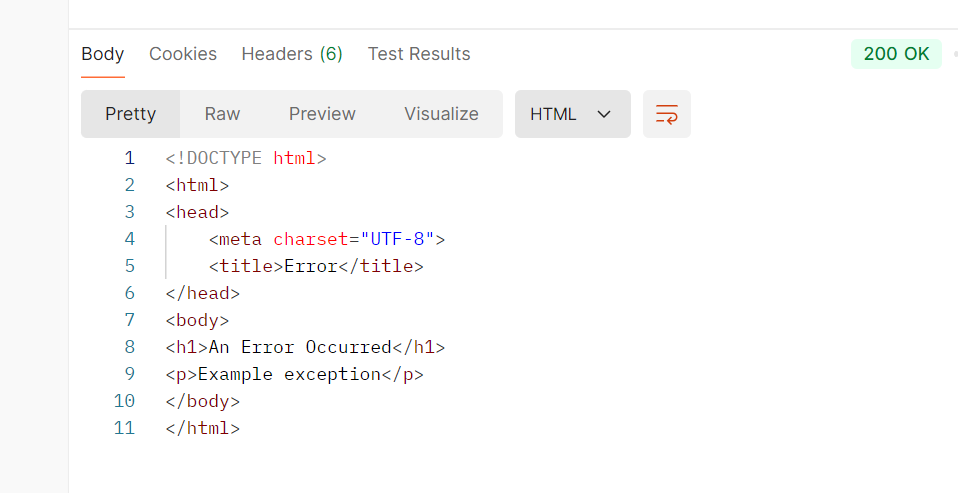 Body Cookies Headers (6) Test Results 200 OK
Pretty Raw Preview Visualize HTML
1 <!DOCTYPE html>
2 <html>
3 <head>
4     <meta charset="UTF-8">
5     <title>Error</title>
6 </head>
7 <body>
8 <h1>An Error Occurred</h1>
9 <p>Example exception</p>
10 </body>
11 </html>